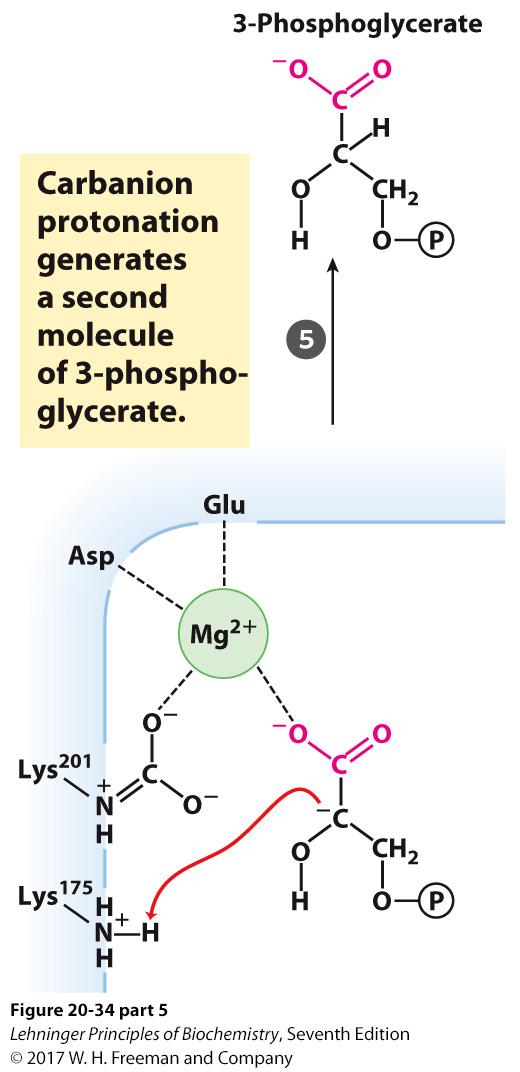 3-Phosphoglycerate
⁻O O
C
H
C
O CH₂
H O—P
Carbanion
protonation
generates
a second
molecule
of 3-phospho-
glycerate.
5
Glu
Asp
Mg²⁺
O⁻
⁻O O
Lys²⁰¹
C
C
+
N
O⁻
⁻C
H
O CH₂
Lys¹⁷⁵
H O—P
H
+
N—H
H
Figure 20-34 part 5
Lehninger Principles of Biochemistry, Seventh Edition
© 2017 W. H. Freeman and Company